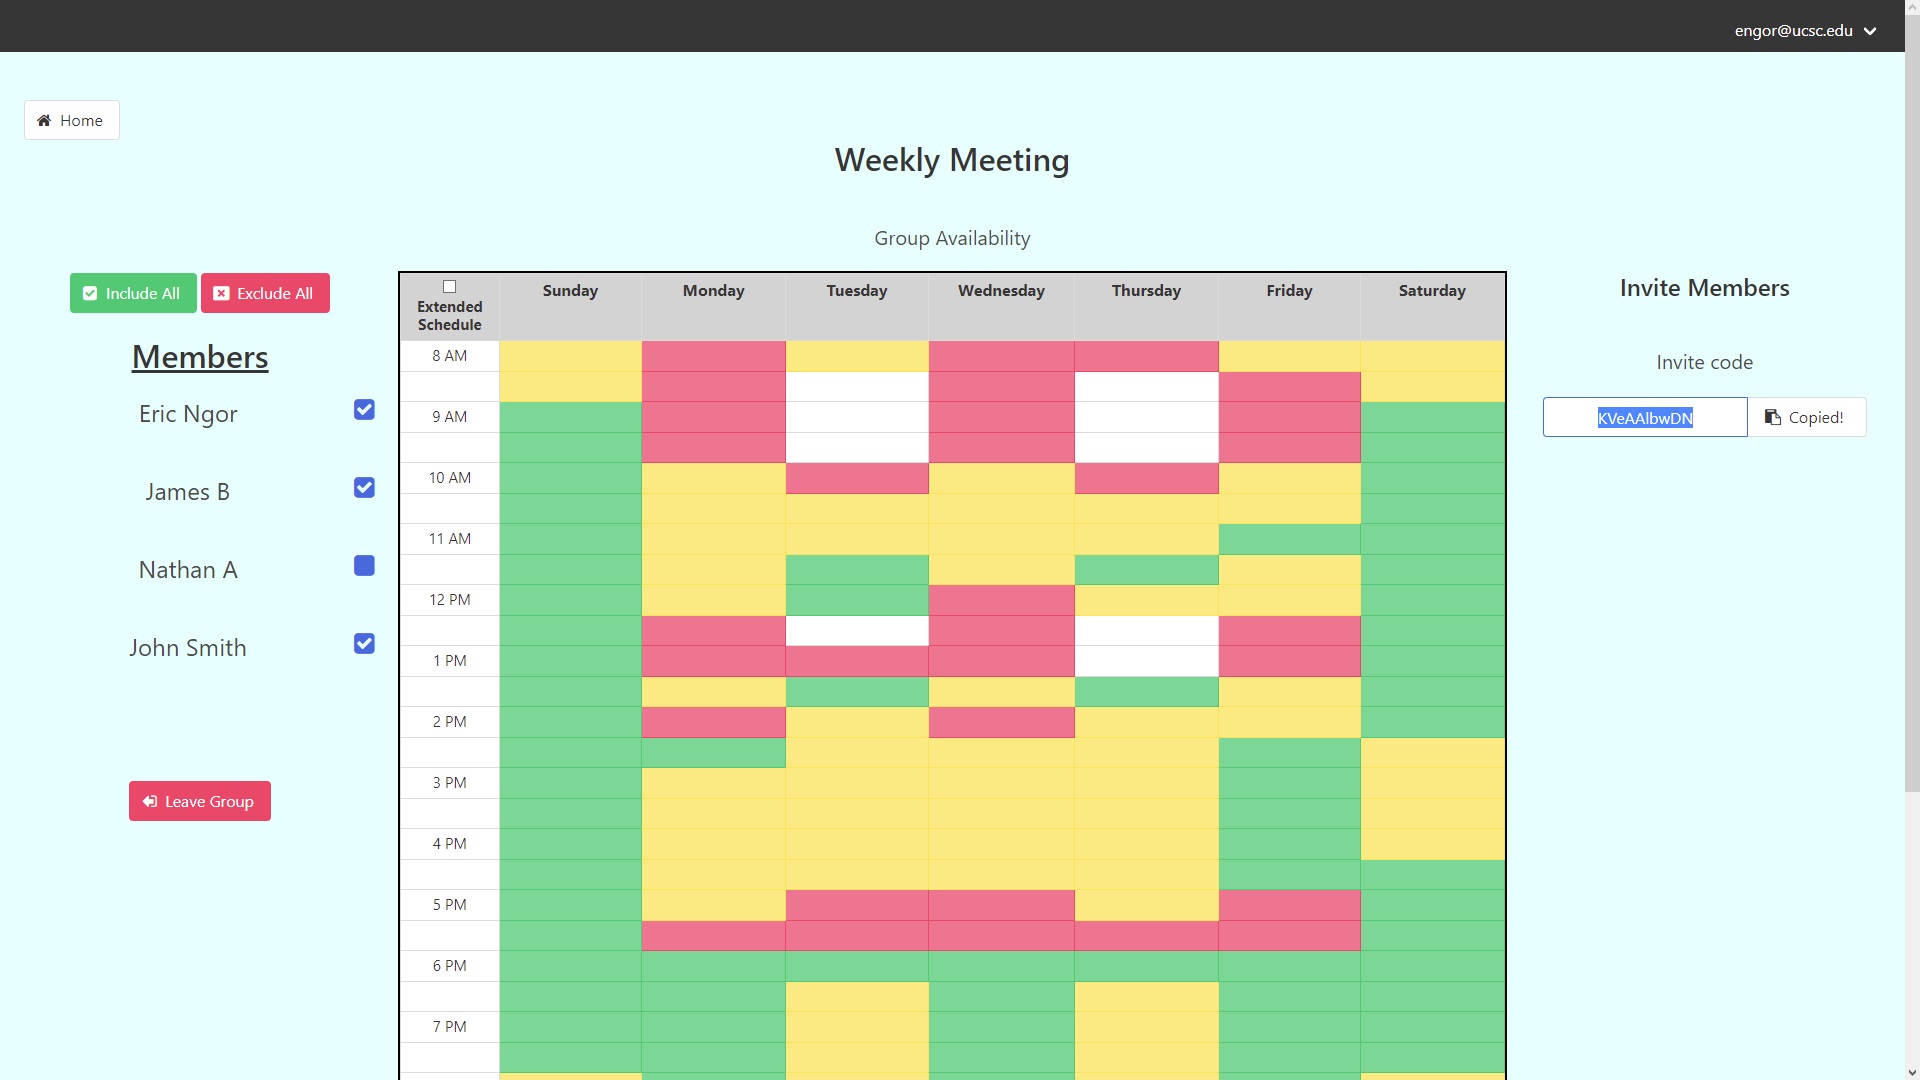 engor@ucsc.edu
Home
Weekly Meeting
Group Availability
Include All
Exclude All
Members
Eric Ngor
James B
Nathan A
John Smith
Leave Group
Extended
Schedule
Sunday
Monday
Tuesday
Wednesday
Thursday
Friday
Saturday
8 AM
9 AM
10 AM
11 AM
12 PM
1 PM
2 PM
3 PM
4 PM
5 PM
6 PM
7 PM
Invite Members
Invite code
KVeAAlbwDN
Copied!